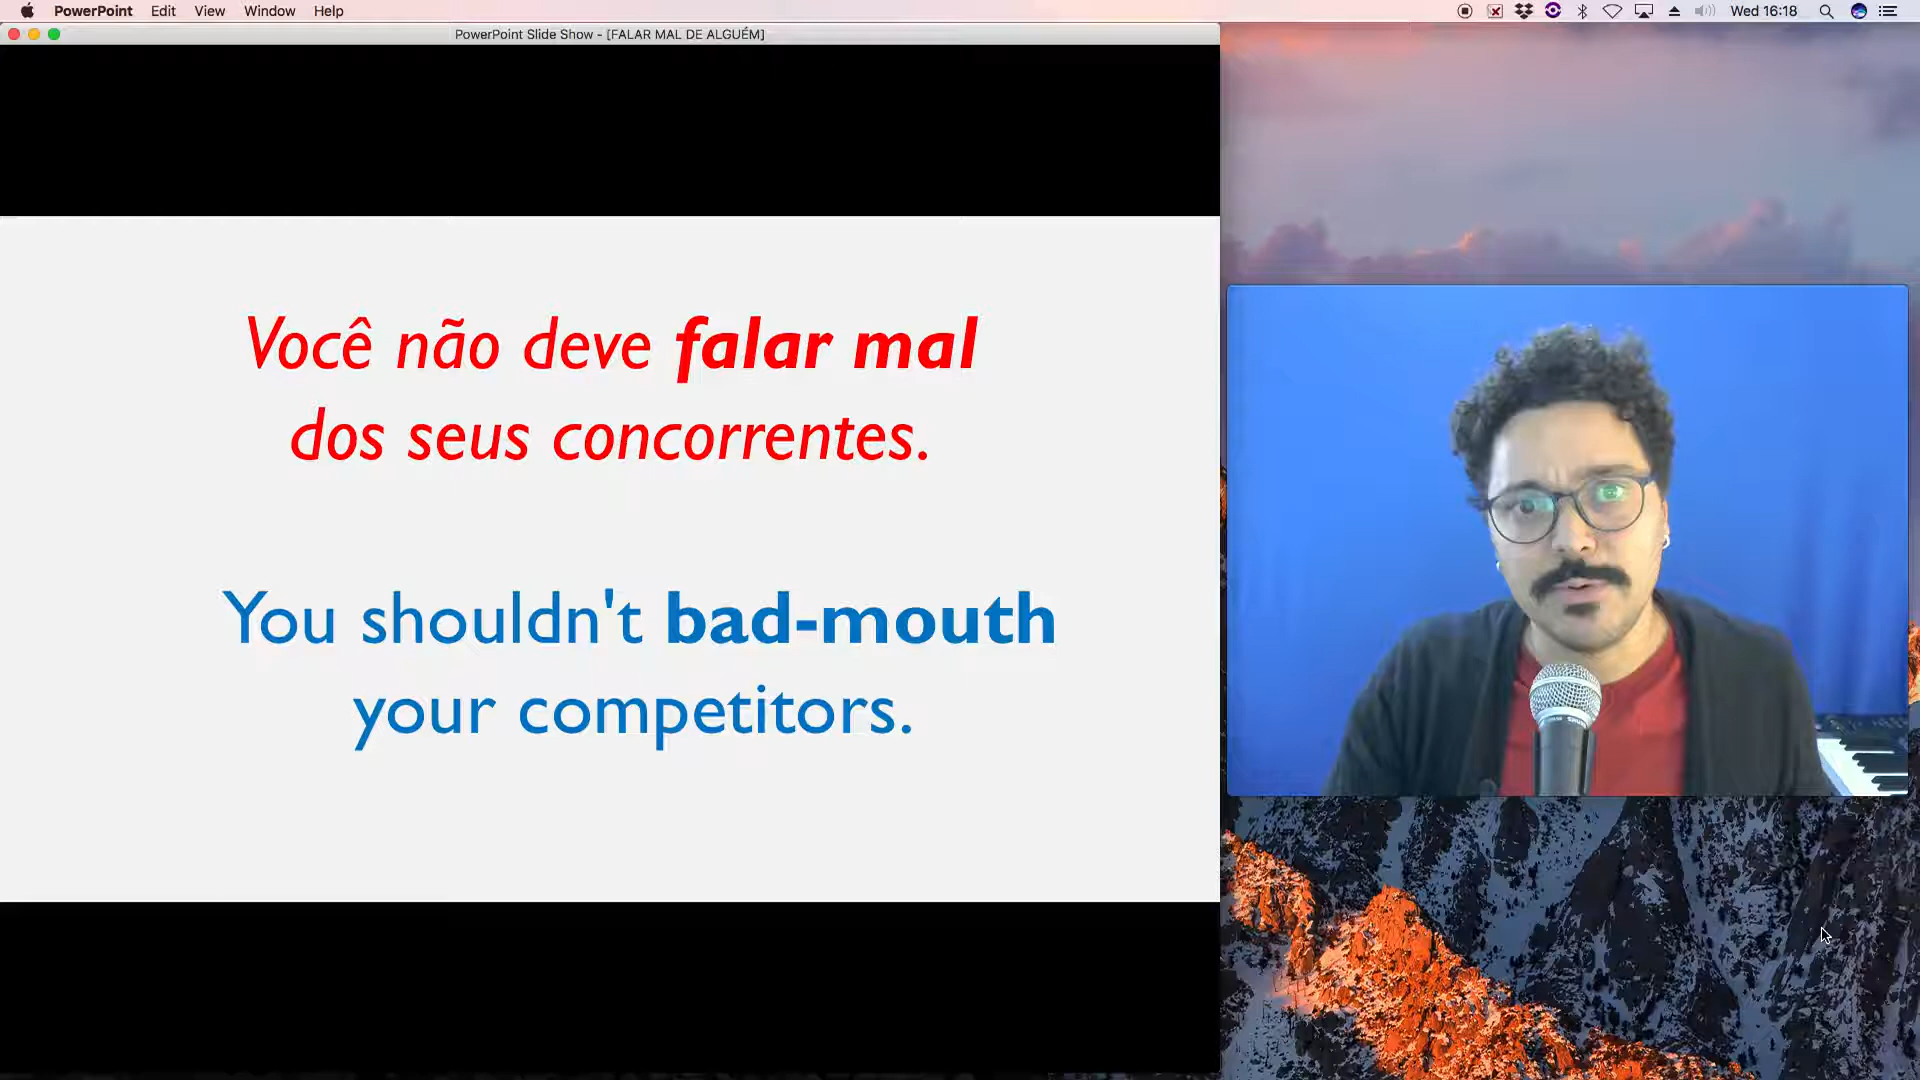 PowerPoint Edit View Window Help Wed 16:18
PowerPoint Slide Show - [FALAR MAL DE ALGUÉM]
Você não deve falar mal
dos seus concorrentes.
You shouldn't bad-mouth
your competitors.